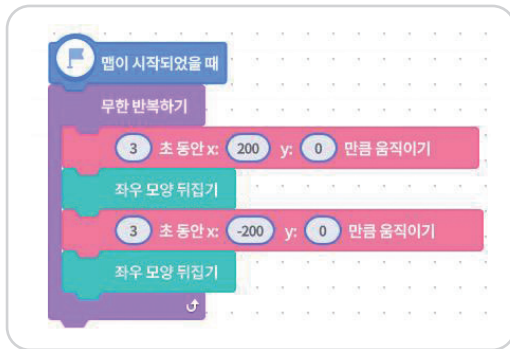 맵이 시작되었을 때
무한 반복하기
3 초 동안 x: 200 y: 0 만큼 움직이기
좌우 모양 뒤집기
3 초 동안 x: -200 y: 0 만큼 움직이기
좌우 모양 뒤집기